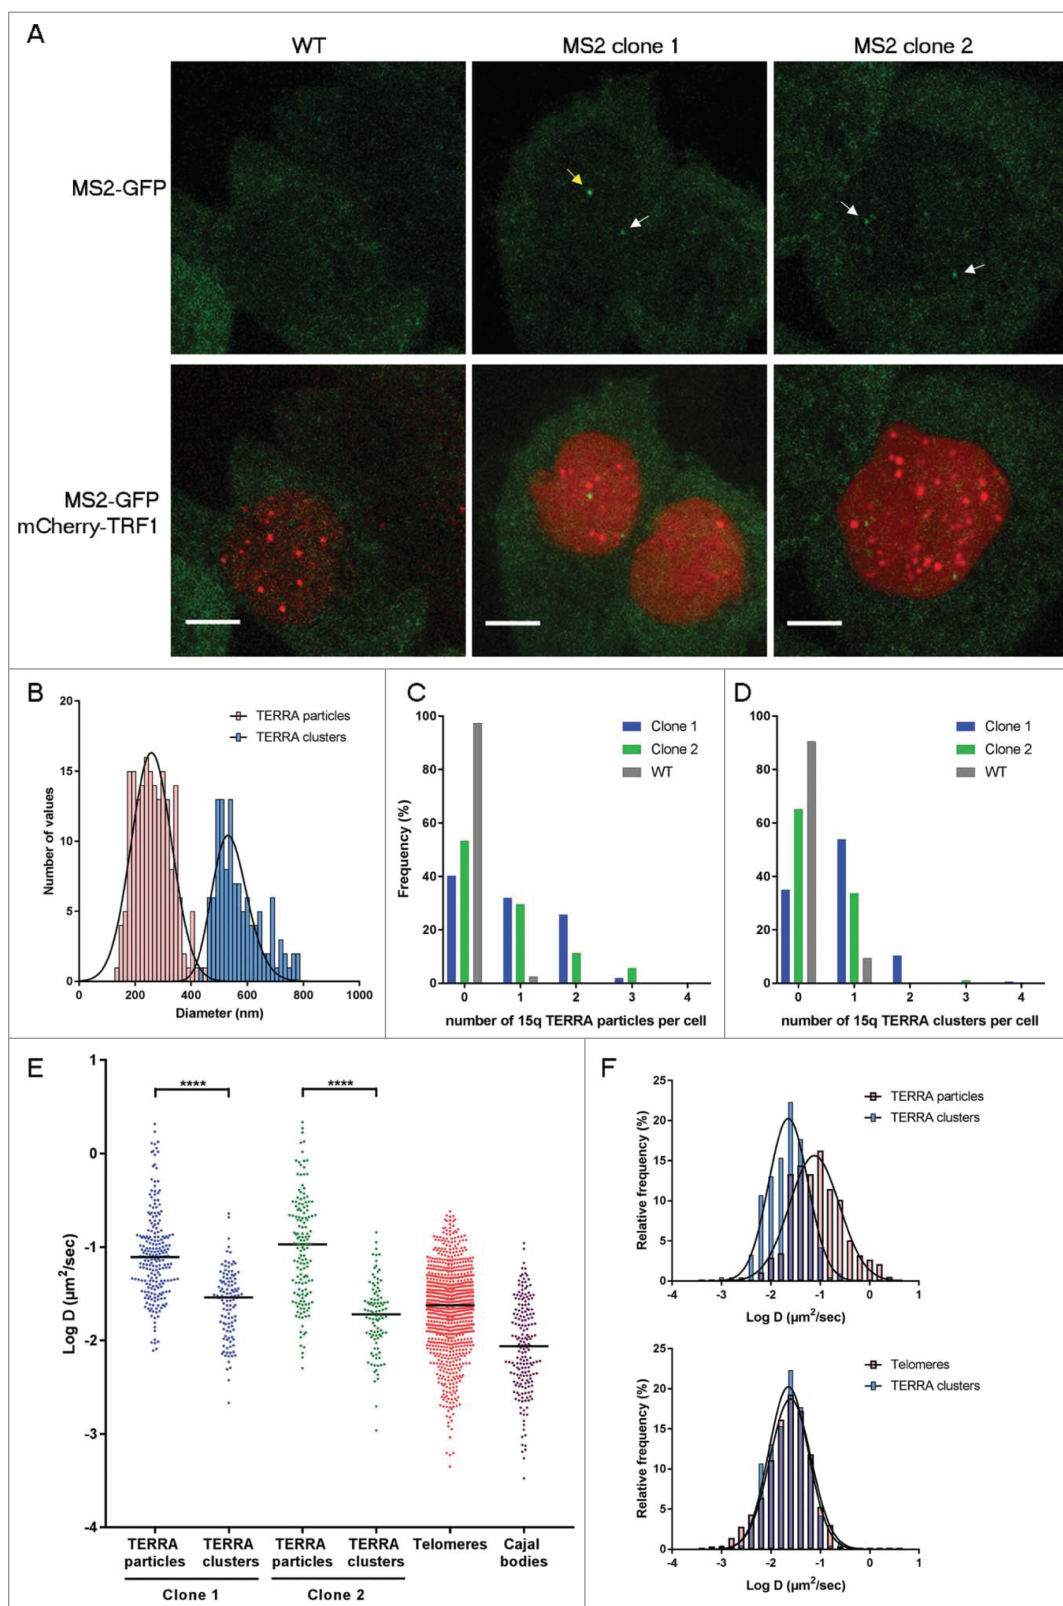 A
WT
MS2 clone 1
MS2 clone 2
MS2-GFP
MS2-GFP
mCherry-TRF1
B
20
15
10
5
0
Number of values
TERRA particles
TERRA clusters
0 200 400 600 800 1000
Diameter (nm)
C
100
80
60
40
20
0
Frequency (%)
Clone 1
Clone 2
WT
0 1 2 3 4
number of 15q TERRA particles per cell
D
100
80
60
40
20
0
Clone 1
Clone 2
WT
0 1 2 3 4
number of 15q TERRA clusters per cell
E
1
0
-1
-2
-3
-4
Log D (µm²/sec)
****
****
TERRA particles
TERRA clusters
TERRA particles
TERRA clusters
Telomeres
Cajal bodies
Clone 1
Clone 2
F
25
20
15
10
5
0
Relative frequency (%)
TERRA particles
TERRA clusters
-4 -3 -2 -1 0 1
Log D (µm²/sec)
25
20
15
10
5
0
Relative frequency (%)
Telomeres
TERRA clusters
-4 -3 -2 -1 0 1
Log D (µm²/sec)